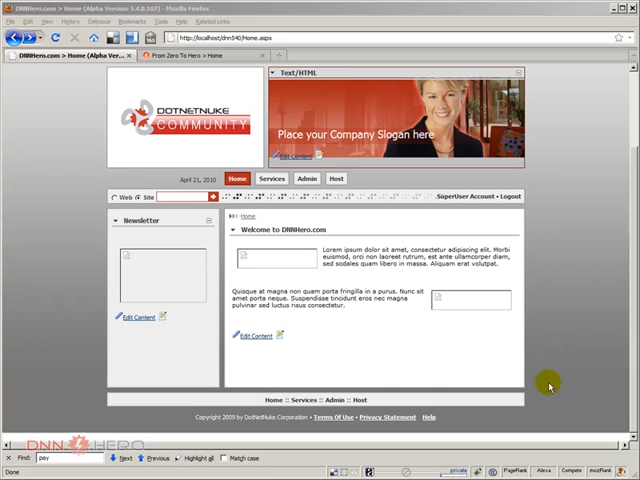 DNNHero.com > Home (Alpha Version: 5.4.0.107) - Mozilla Firefox
File Edit View History Delicious Bookmarks Tools Help Related Links
http://localhost/dnn540/Home.aspx
DNNHero.com > Home (Alpha Ver... From Zero To Hero > Home
Text/HTML
DOTNETNUKE
COMMUNITY
Place your Company Slogan here
Edit Content
April 21, 2010 Home Services Admin Host
Web Site SuperUser Account • Logout
Newsletter
Home
Welcome to DNNHero.com
Lorem ipsum dolor sit amet, consectetur adipiscing elit. Morbi
euismod, orci non laoreet rutrum, est turpis ornare diam,
sed sodales quam libero in massa. Aliquam erat volutpat.
Quisque at magna non quam porta fringilla in a purus. Nunc sit
amet porta neque. Suspendisse tincidunt eros nec magna
pulvinar sed luctus nisus consectetur.
Edit Content
Edit Content
Home :: Services :: Admin :: Host
Copyright 2009 by DotNetNuke Corporation • Terms Of Use • Privacy Statement Help
DNN HERO
Find: pay Next Previous Highlight all Match case
Done private PageRank Alexa Compete mozRank